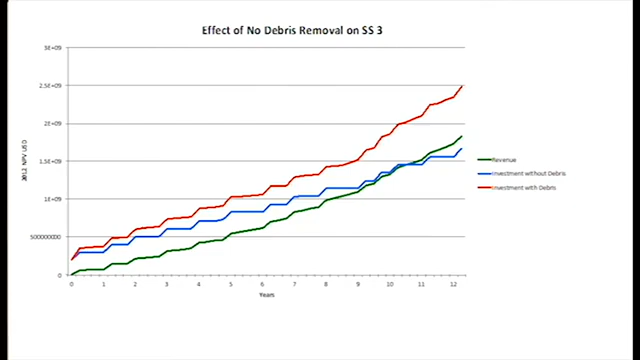 Effect of No Debris Removal on SS 3
3E+09
2.5E+09
2E+09
1.5E+09
1E+09
500000000
0
2012 NPV USD
0 1 2 3 4 5 6 7 8 9 10 11 12
Years
Revenue
Investment without Debris
Investment with Debris